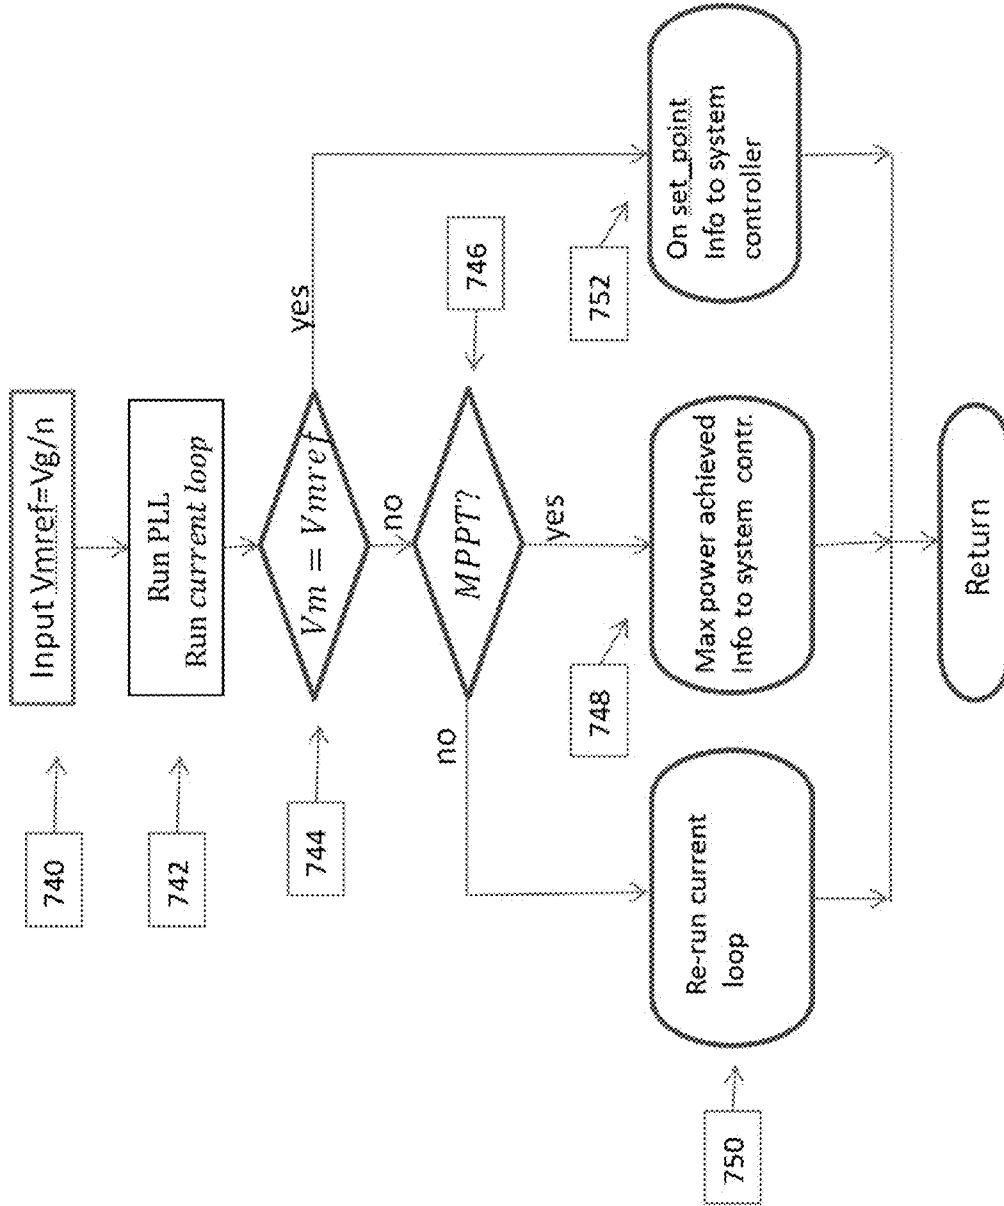 740
Input Vmref=Vg/n
742
Run PLL
Run current loop
744
Vm = Vmref
yes
no
746
MPPT?
no
yes
750
Re-run current
loop
748
Max power achieved
Info to system contr.
752
On set_point
Info to system
controller
Return